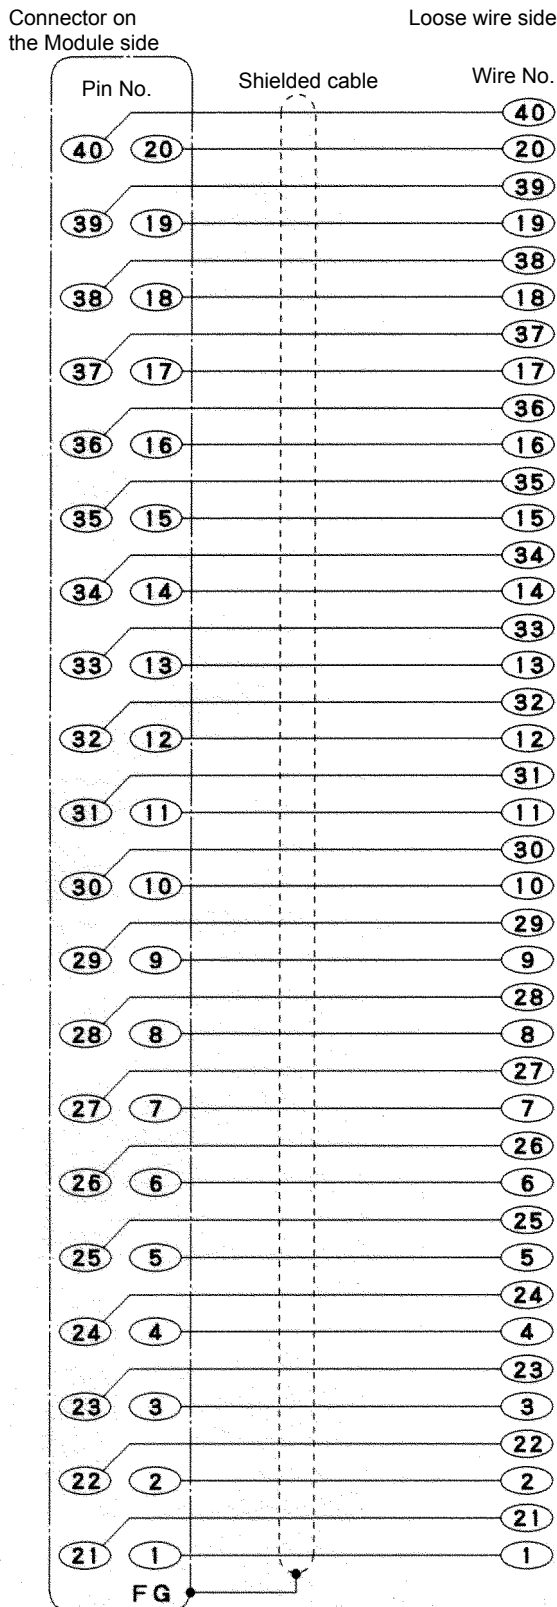 Connector on
the Module side
Loose wire side
Pin No.
Shielded cable
Wire No.
40
40 20 20
39
39 19 19
38
38 18 18
37
37 17 17
36
36 16 16
35
35 15 15
34
34 14 14
33
33 13 13
32
32 12 12
31
31 11 11
30
30 10 10
29
29 9 9
28
28 8 8
27
27 7 7
26
26 6 6
25
25 5 5
24
24 4 4
23
23 3 3
22
22 2 2
21
21 1 1
FG